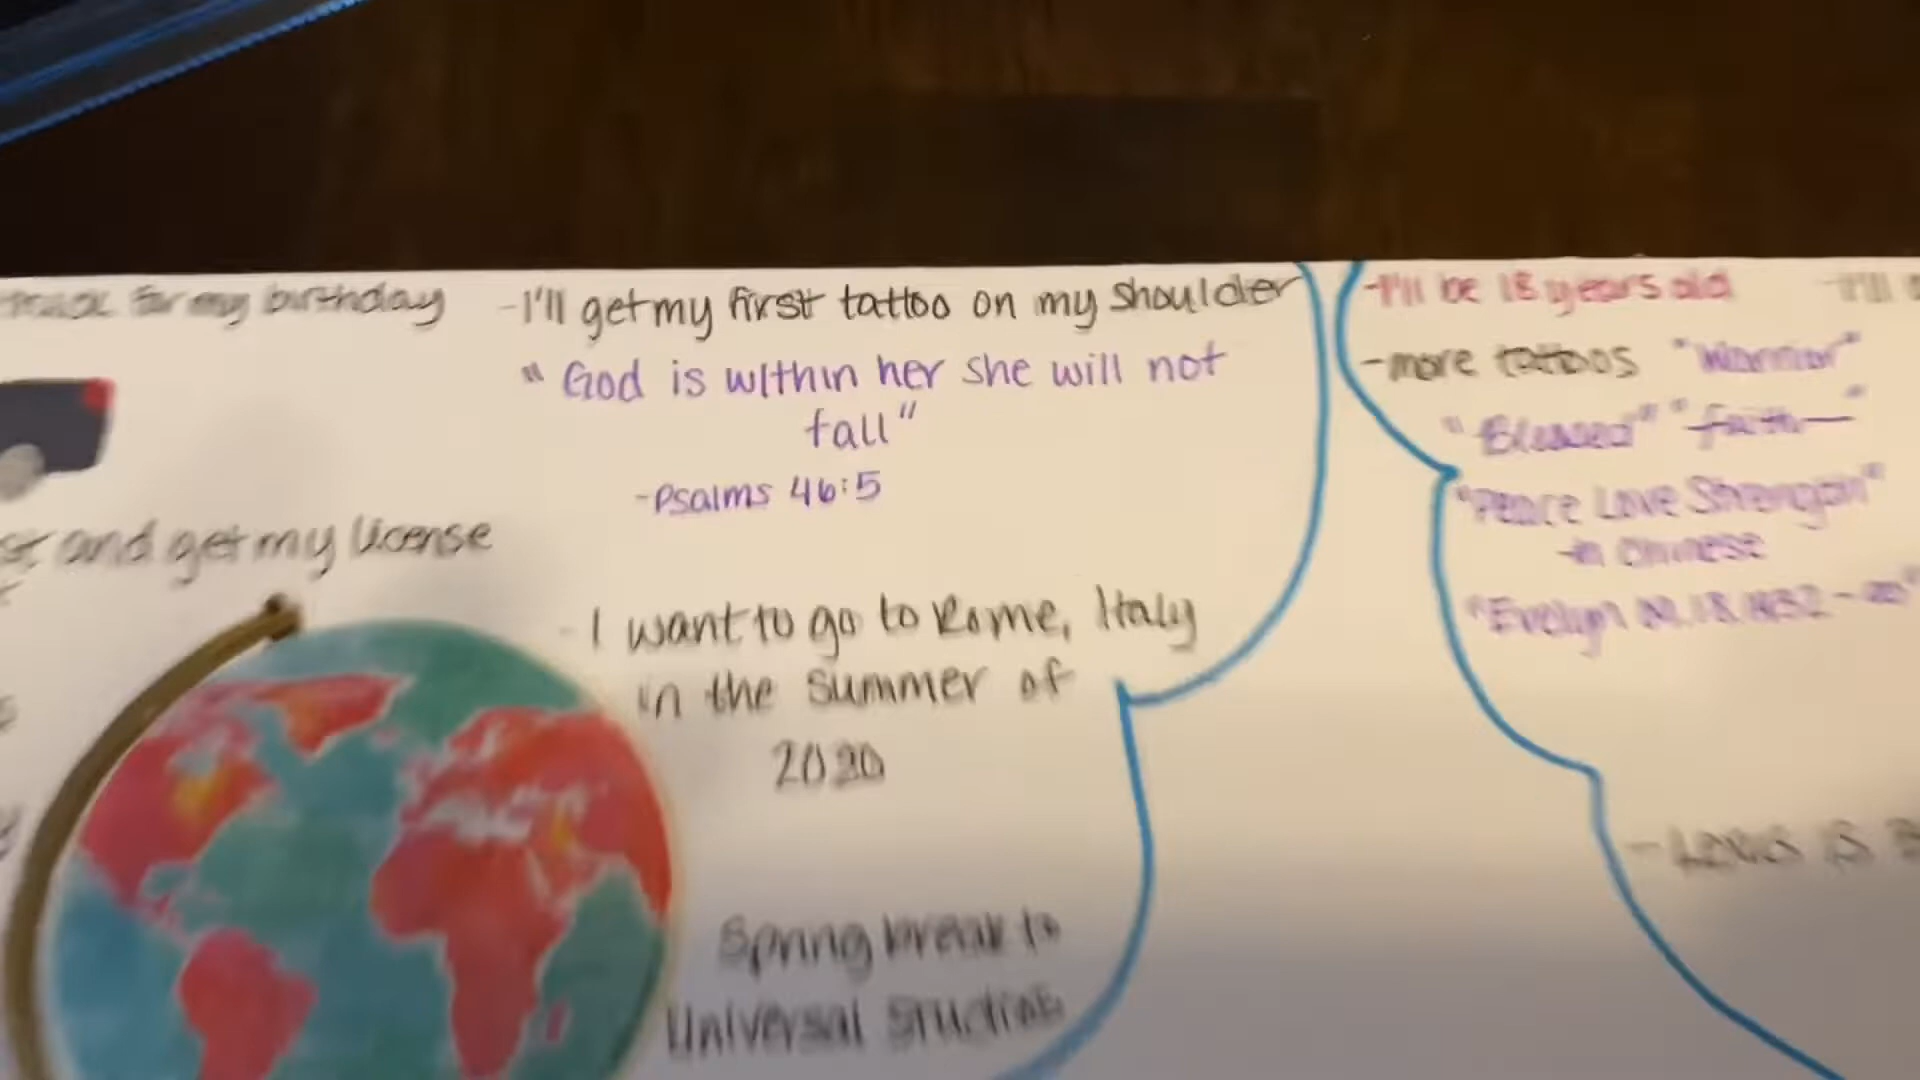 for my birthday
-I'll get my first tattoo on my shoulder
"God is within her she will not
fall"
-Psalms 46:5
and get my license
- I want to go to Rome, Italy
in the summer of
2020
Spring break to
Universal Studios
-I'll be 18 years old
-more tattoos "Warrior"
"Blessed" "faith"
"Peace Love
in Chinese
"Evelyn
-I'll